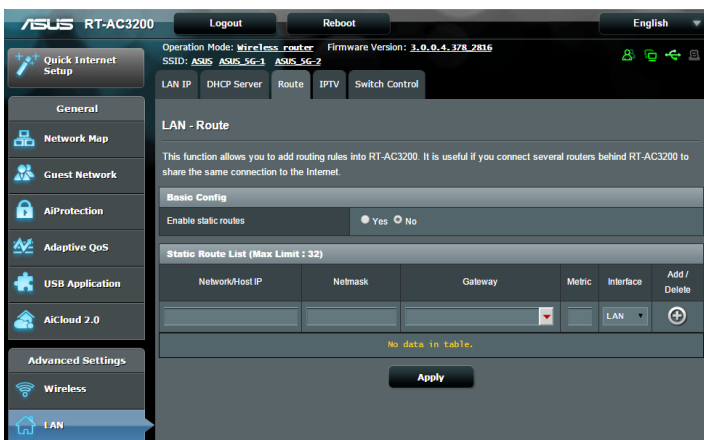 ASUS RT-AC3200 Logout Reboot English
Quick Internet Setup
Operation Mode: Wireless router Firmware Version: 3.0.0.4.378_2816
SSID: ASUS ASUS_5G-1 ASUS_5G-2
LAN IP DHCP Server Route IPTV Switch Control
General
Network Map
Guest Network
AiProtection
Adaptive QoS
USB Application
AiCloud 2.0
Advanced Settings
Wireless
LAN
LAN - Route
This function allows you to add routing rules into RT-AC3200. It is useful if you connect several routers behind RT-AC3200 to
share the same connection to the Internet.
Basic Config
Enable static routes Yes No
Static Route List (Max Limit : 32)
Network/Host IP Netmask Gateway Metric Interface Add / Delete
LAN
No data in table.
Apply